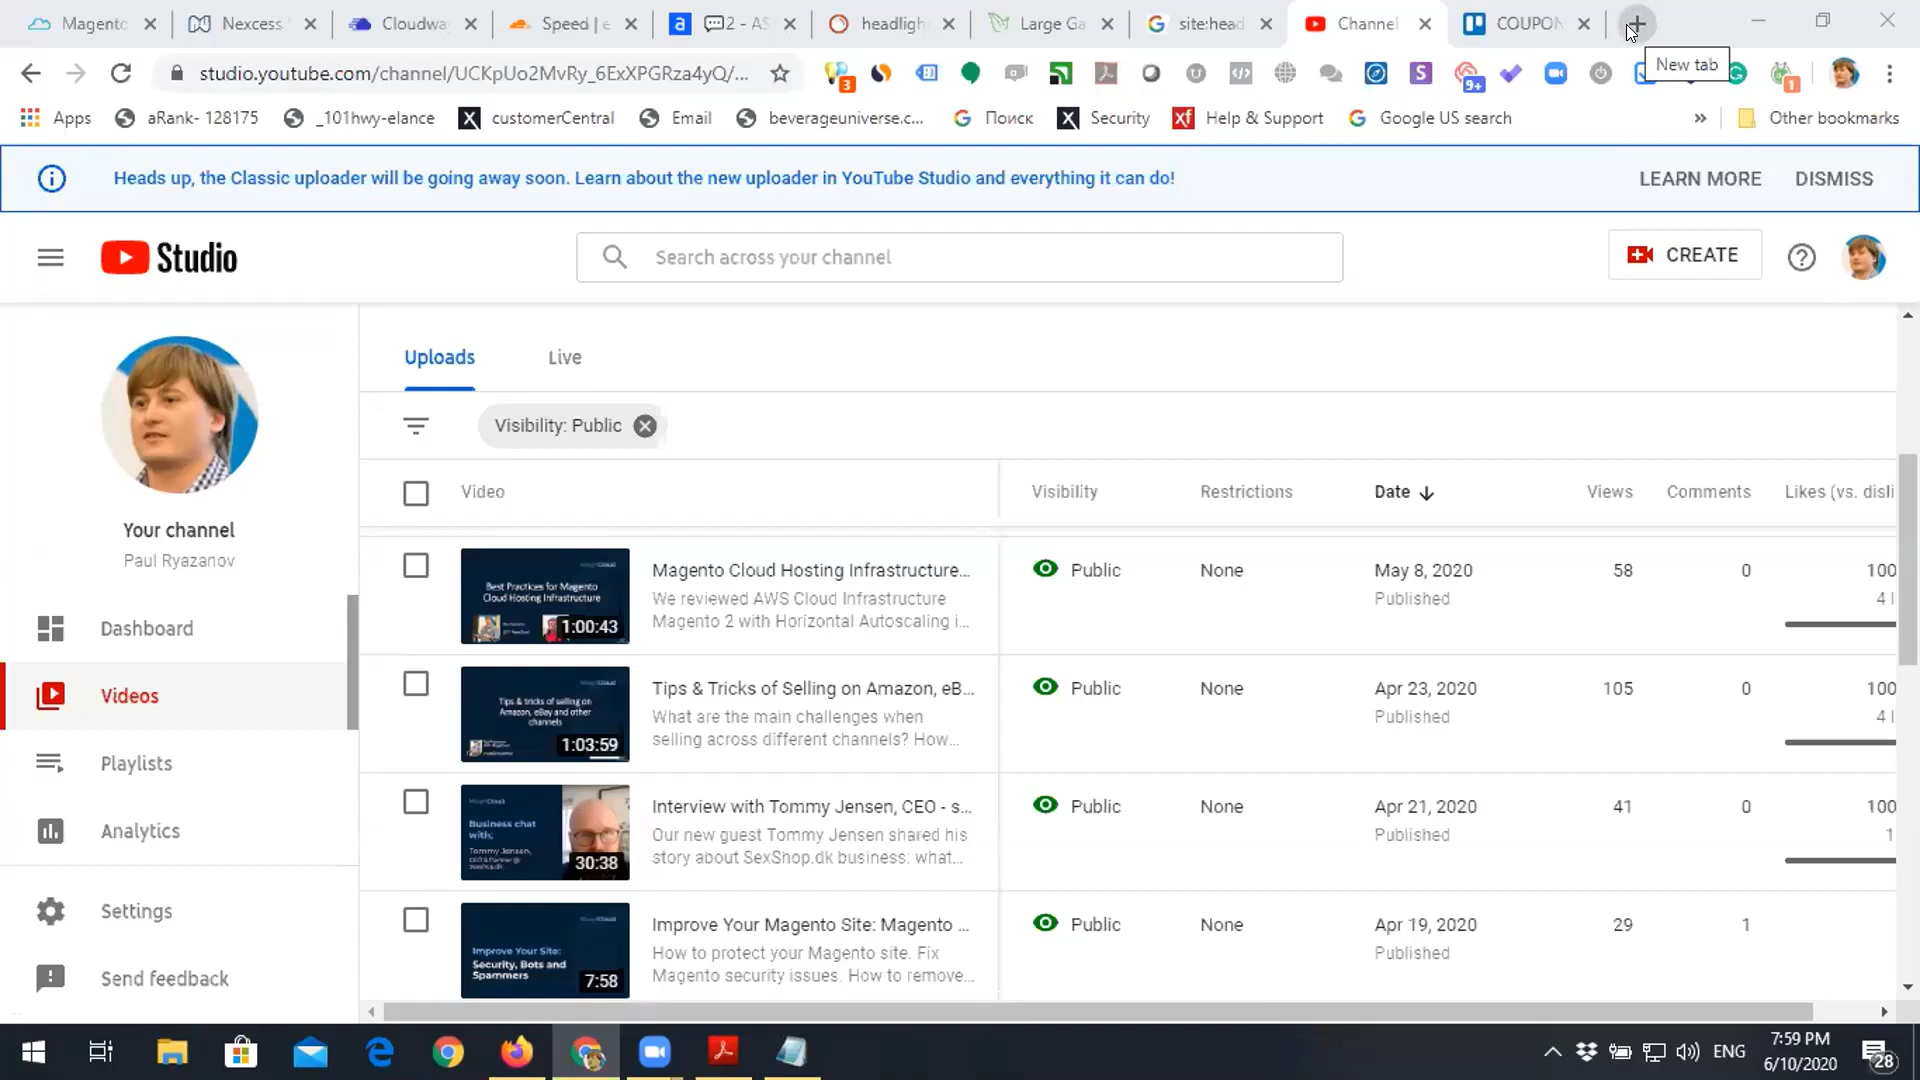 Magento
Nexcess
Cloudwa
Speed | e
2 - AS
headligh
Large Ga
site:head
Channel
COUPON
New tab
studio.youtube.com/channel/UCKpUo2MvRy_6ExXPGRza4yQ/...
3
9+
1
Apps
aRank- 128175
_101hwy-elance
customerCentral
Email
beverageuniverse.c...
Поиск
Security
Help & Support
Google US search
»
Other bookmarks
Heads up, the Classic uploader will be going away soon. Learn about the new uploader in YouTube Studio and everything it can do!
LEARN MORE
DISMISS
Studio
Search across your channel
CREATE
Your channel
Paul Ryazanov
Dashboard
Videos
Playlists
Analytics
Settings
Send feedback
Uploads
Live
Visibility: Public
Video
Visibility
Restrictions
Date
Views
Comments
Likes (vs. disli
Best Practices for Magento
Cloud Hosting Infrastructure
1:00:43
Magento Cloud Hosting Infrastructure...
We reviewed AWS Cloud Infrastructure
Magento 2 with Horizontal Autoscaling i...
Public
None
May 8, 2020
Published
58
0
100
4 l
Tips & tricks of selling on
Amazon, eBay and other
channels
1:03:59
Tips & Tricks of Selling on Amazon, eB...
What are the main challenges when
selling across different channels? How...
Public
None
Apr 23, 2020
Published
105
0
100
4 l
Business chat
with:
Tommy Jensen,
30:38
Interview with Tommy Jensen, CEO - s...
Our new guest Tommy Jensen shared his
story about SexShop.dk business: what...
Public
None
Apr 21, 2020
Published
41
0
100
1
Improve Your Site:
Security, Bots and
Spammers
7:58
Improve Your Magento Site: Magento ...
How to protect your Magento site. Fix
Magento security issues. How to remove...
Public
None
Apr 19, 2020
Published
29
1
ENG
7:59 PM
6/10/2020
28